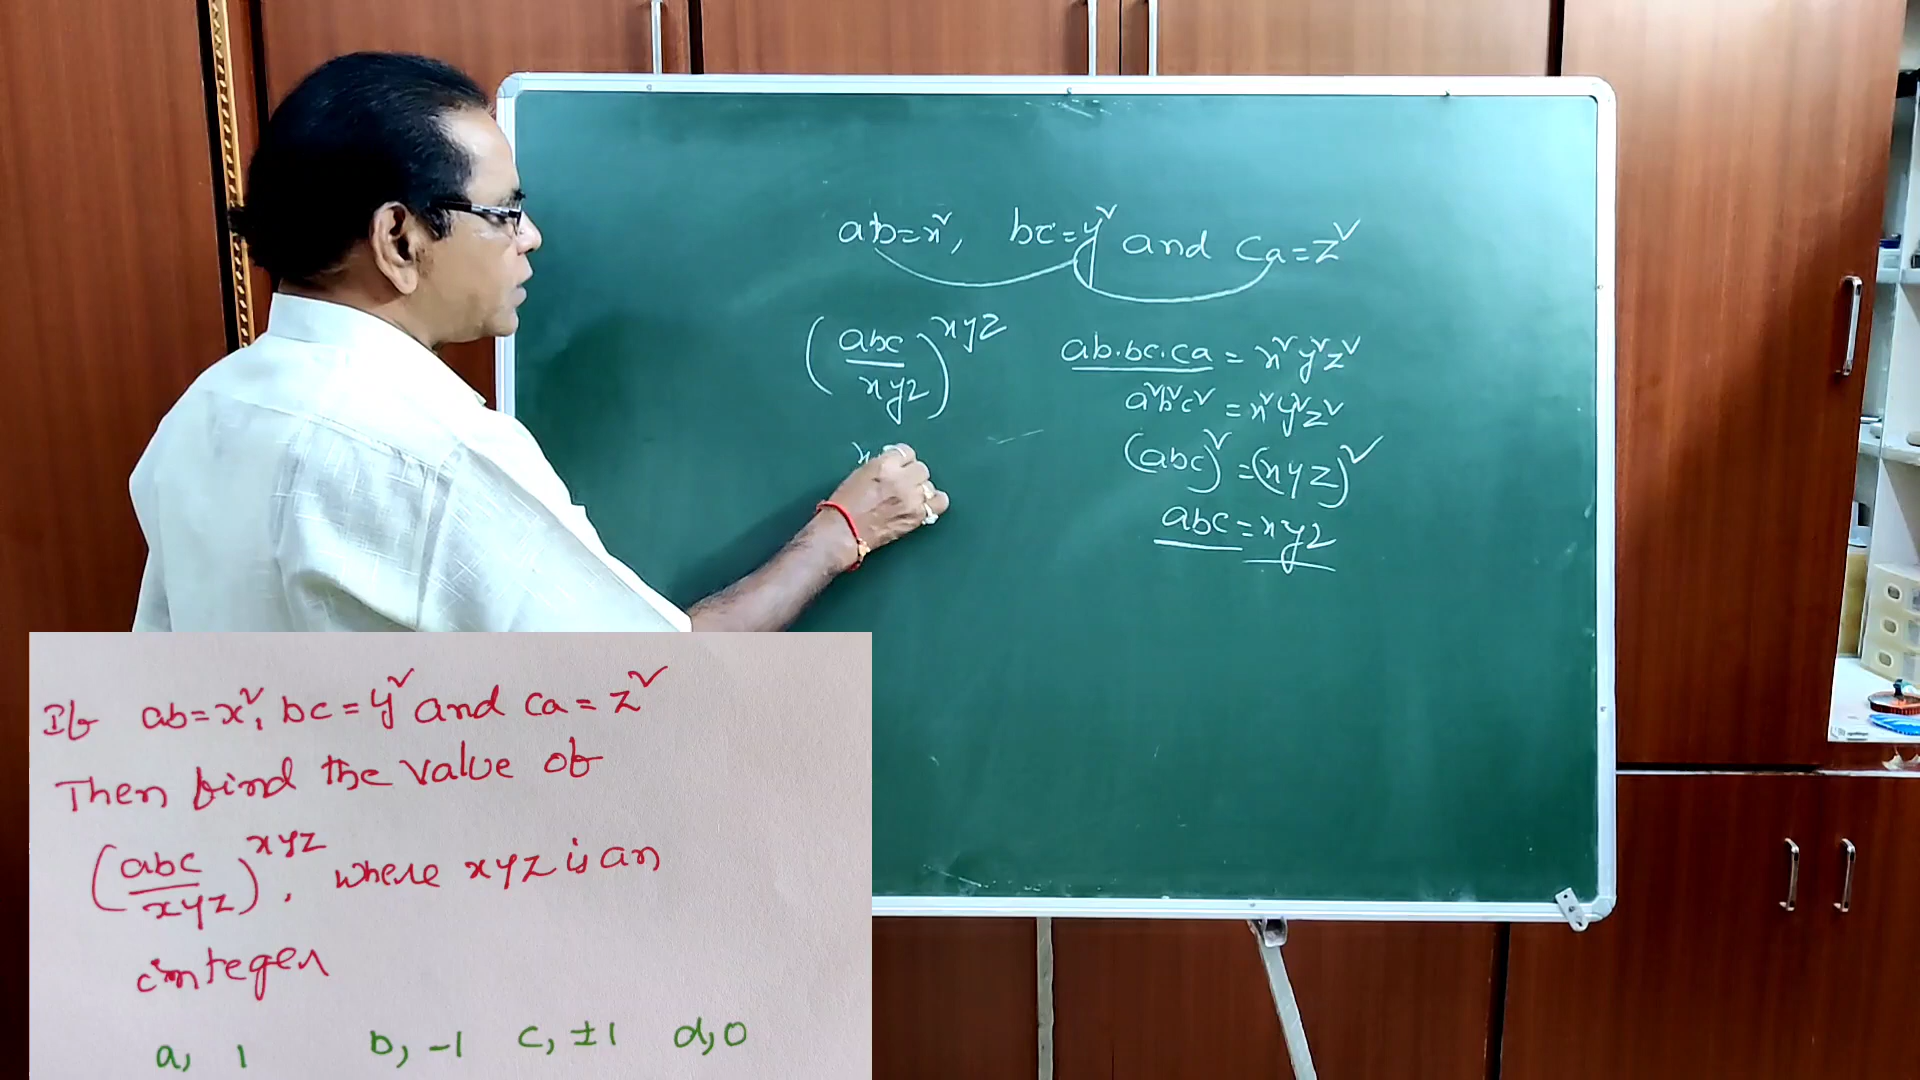 ab=x², bc=y² and ca=z²
(abc/xyz)^xyz
ab.bc.ca = x²y²z²
a²b²c² = x²y²z²
(abc)² = (xyz)²
abc = xyz
x
If ab=x², bc=y² and ca=z²
Then find the value of
(abc/xyz)^xyz, where xyz is an
integer
a, 1 b, -1 c, ±1 d, 0